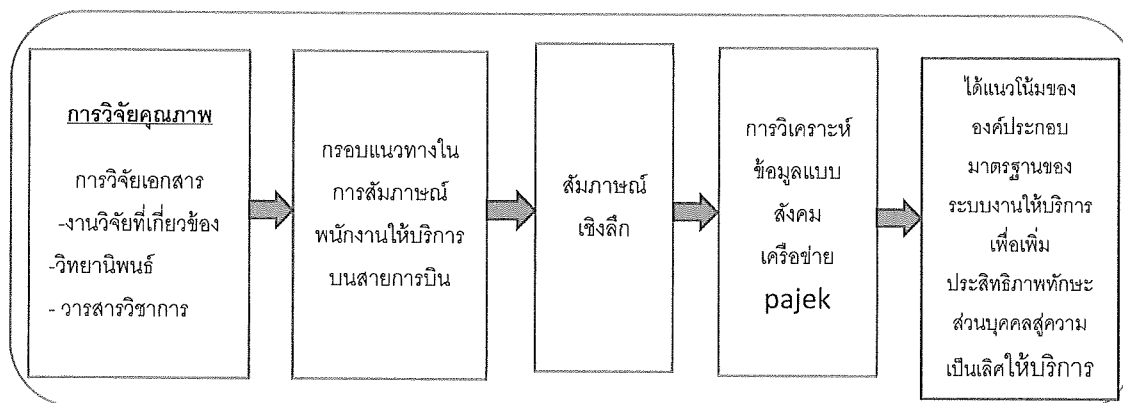 การวิจัยคุณภาพ
การวิจัยเอกสาร
-งานวิจัยที่เกี่ยวข้อง
-วิทยานิพนธ์
- วารสารวิชาการ
กรอบแนวทางใน
การสัมภาษณ์
พนักงานให้บริการ
บนสายการบิน
สัมภาษณ์
เชิงลึก
การวิเคราะห์
ข้อมูลแบบ
สังคม
เครือข่าย
pajek
ได้แนวโน้มของ
องค์ประกอบ
มาตรฐานของ
ระบบงานให้บริการ
เพื่อเพิ่ม
ประสิทธิภาพทักษะ
ส่วนบุคคลสู่ความ
เป็นเลิศให้บริการ